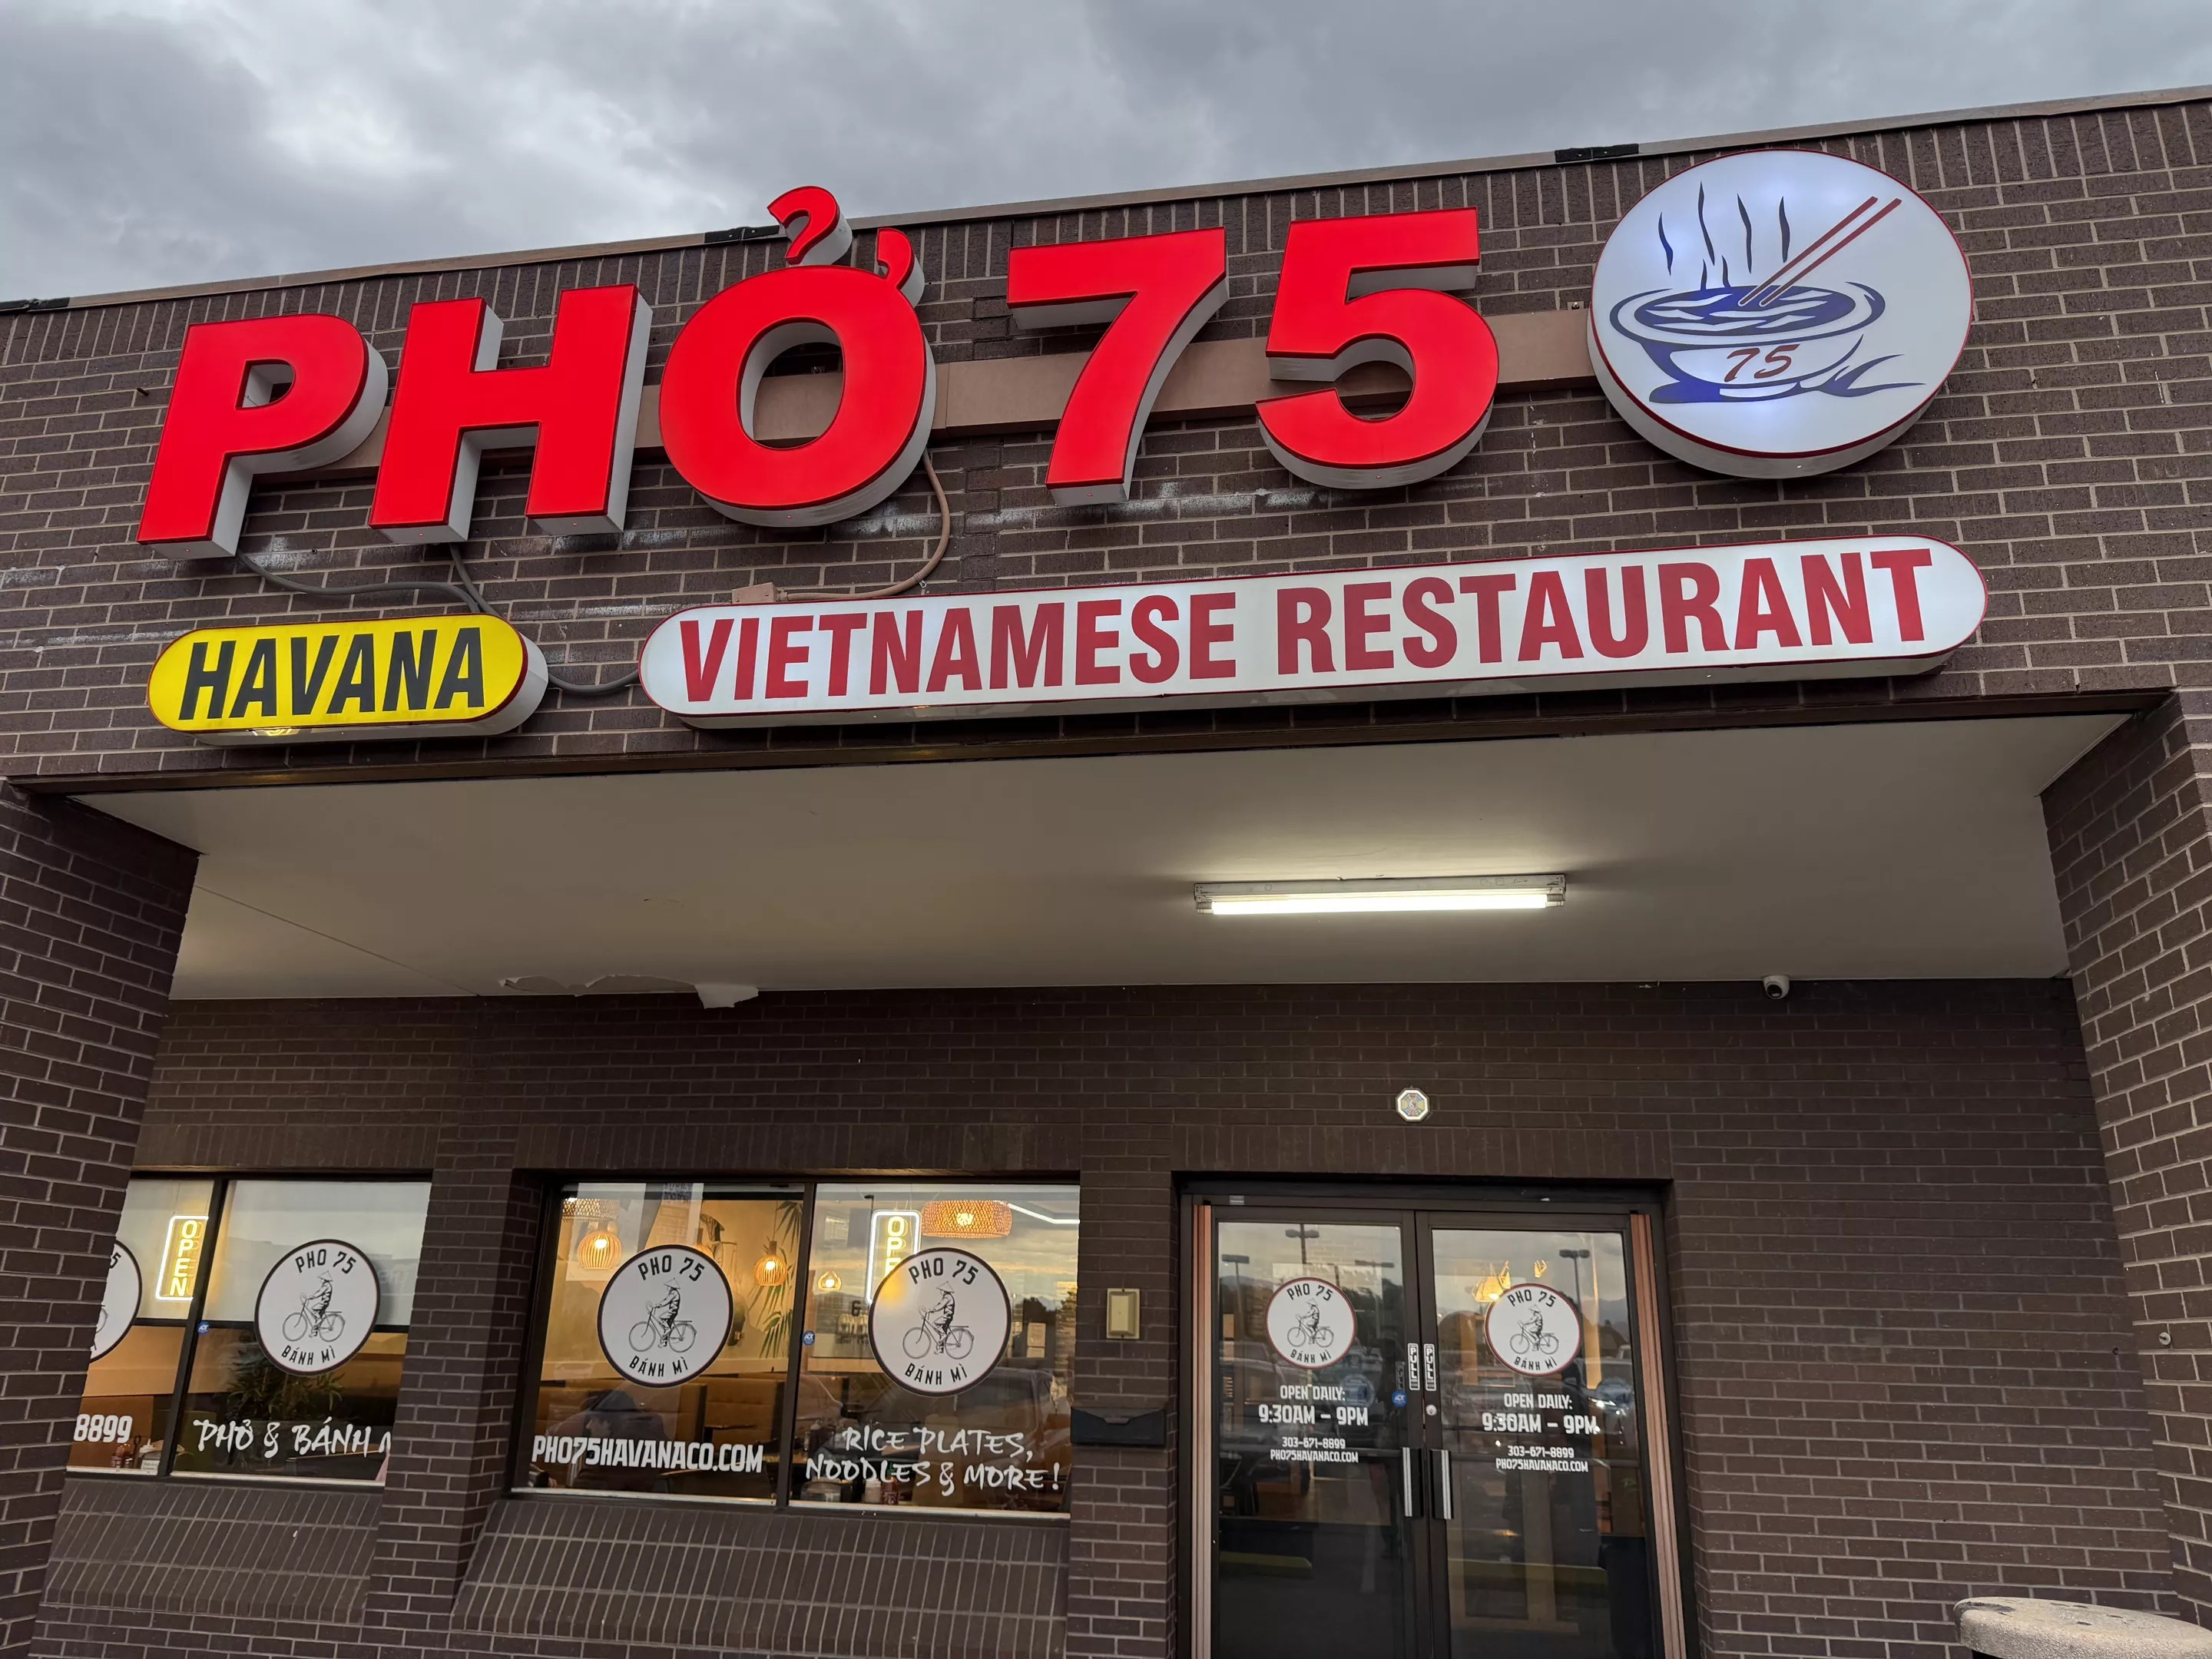 PHỞ 75
75
HAVANA
VIETNAMESE RESTAURANT
OPEN
PHO 75
BÁNH MÌ
8899
PHỞ & BÁNH
PHO 75
BÁNH MÌ
PHO75HAVANACO.COM
PHO 75
BÁNH MÌ
RICE PLATES,
NOODLES & MORE!
PHO 75
BÁNH MÌ
PULL
OPEN DAILY:
9:30AM – 9PM
303-671-8899
PHO75HAVANACO.COM
PHO 75
BÁNH MÌ
PULL
OPEN DAILY:
9:30AM – 9PM
303-671-8899
PHO75HAVANACO.COM